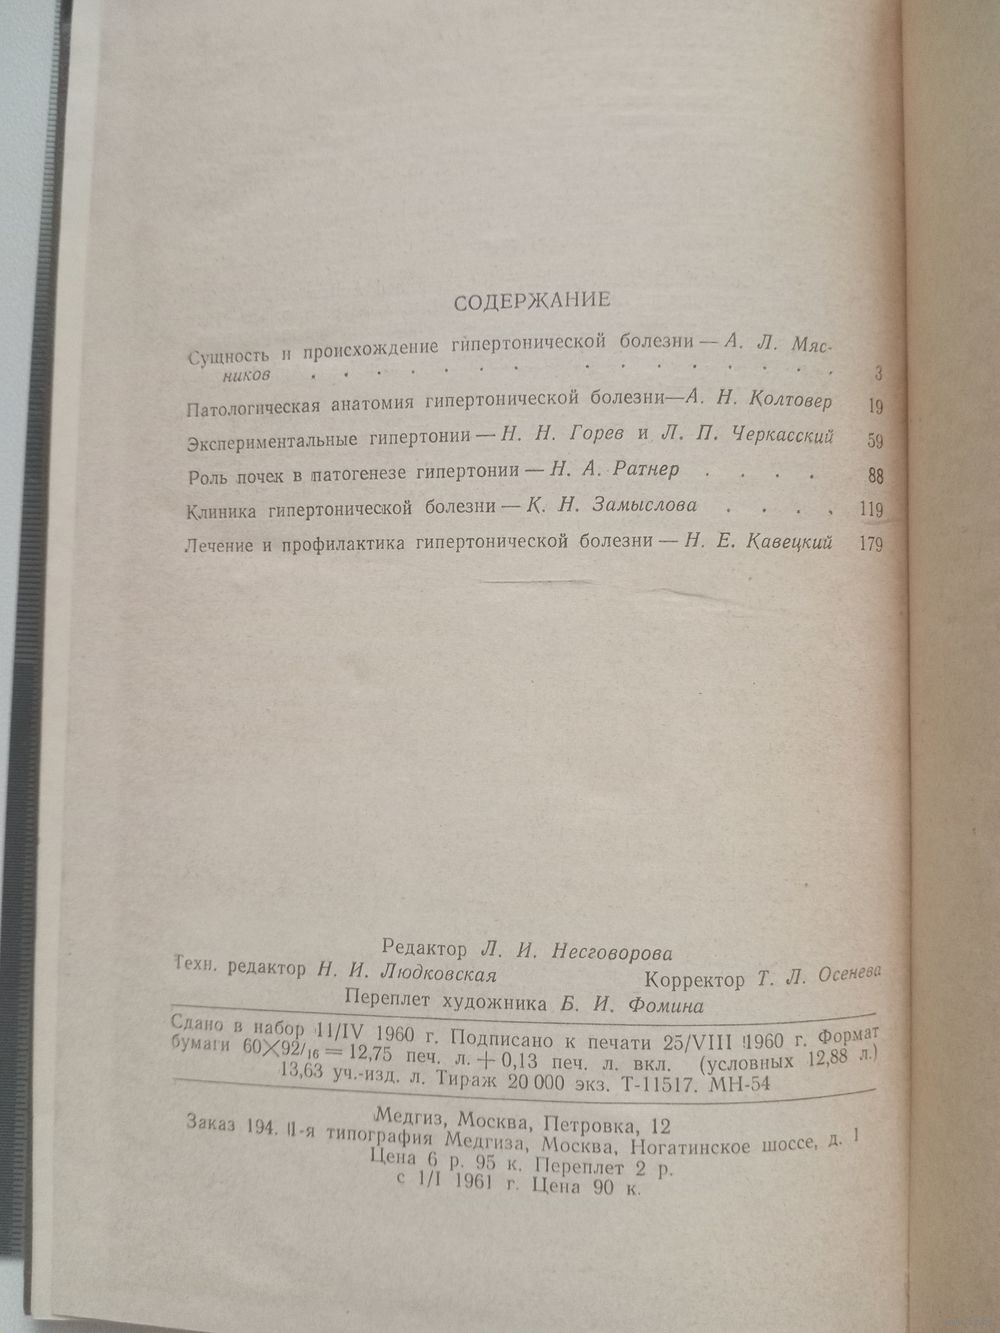 СОДЕРЖАНИЕ
Сущность и происхождение гипертонической болезни — А. Л. Мяс-
ников . . . . . . . . . . . . . . . 3
Патологическая анатомия гипертонической болезни—А. Н. Колтовер 19
Экспериментальные гипертонии — Н. Н. Горев и Л. П. Черкасский 59
Роль почек в патогенезе гипертонии — Н. А. Ратнер . . . . 88
Клиника гипертонической болезни — К. Н. Замыслова . . . . 119
Лечение и профилактика гипертонической болезни — Н. Е. Кавецкий 179
Редактор Л. И. Несговорова
Техн. редактор Н. И. Людковская Корректор Т. Л. Осенева
Переплет художника Б. И. Фомина
Сдано в набор 11/IV 1960 г. Подписано к печати 25/VIII 1960 г. Формат
бумаги 60×92/16 = 12,75 печ. л. + 0,13 печ. л. вкл. (условных 12,88 л.)
13,63 уч.-изд. л. Тираж 20 000 экз. Т-11517. МН-54
Медгиз, Москва, Петровка, 12
Заказ 194. 1-я типография Медгиза, Москва, Ногатинское шоссе, д. 1
Цена 6 р. 95 к. Переплет 2 р.
с 1/I 1961 г. Цена 90 к.